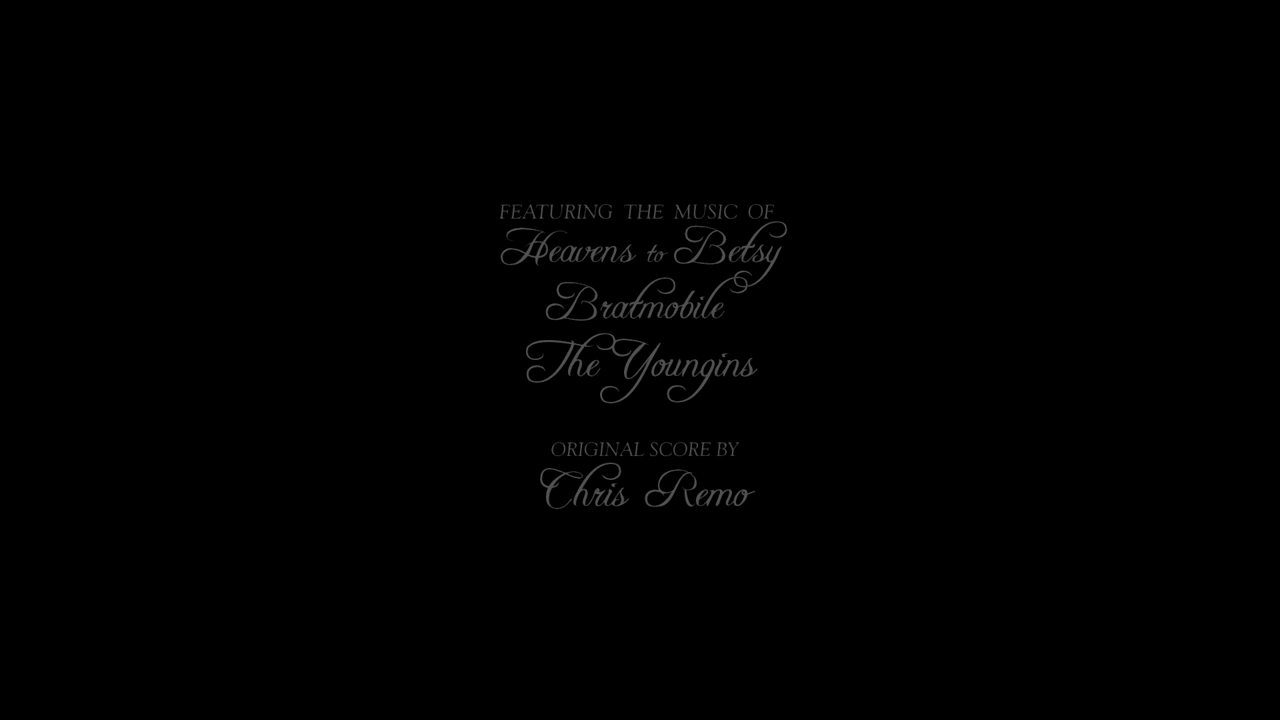 FEATURING THE MUSIC OF
Heavens to Betsy
Bratmobile
The Youngins
ORIGINAL SCORE BY
Chris Remo